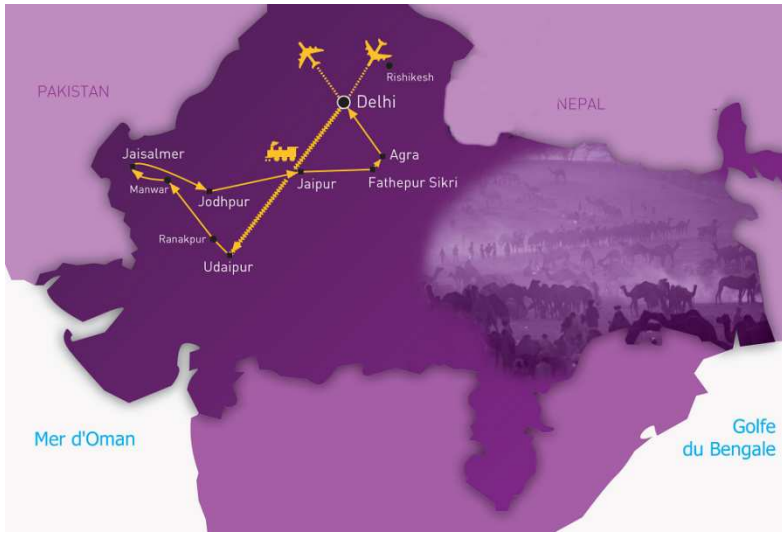 Rishikesh
PAKISTAN
Delhi
NEPAL
Jaisalmer
Agra
Manwar
Jodhpur
Jaipur
Fathepur Sikri
Ranakpur
Udaipur
Mer d'Oman
Golfe
du Bengale